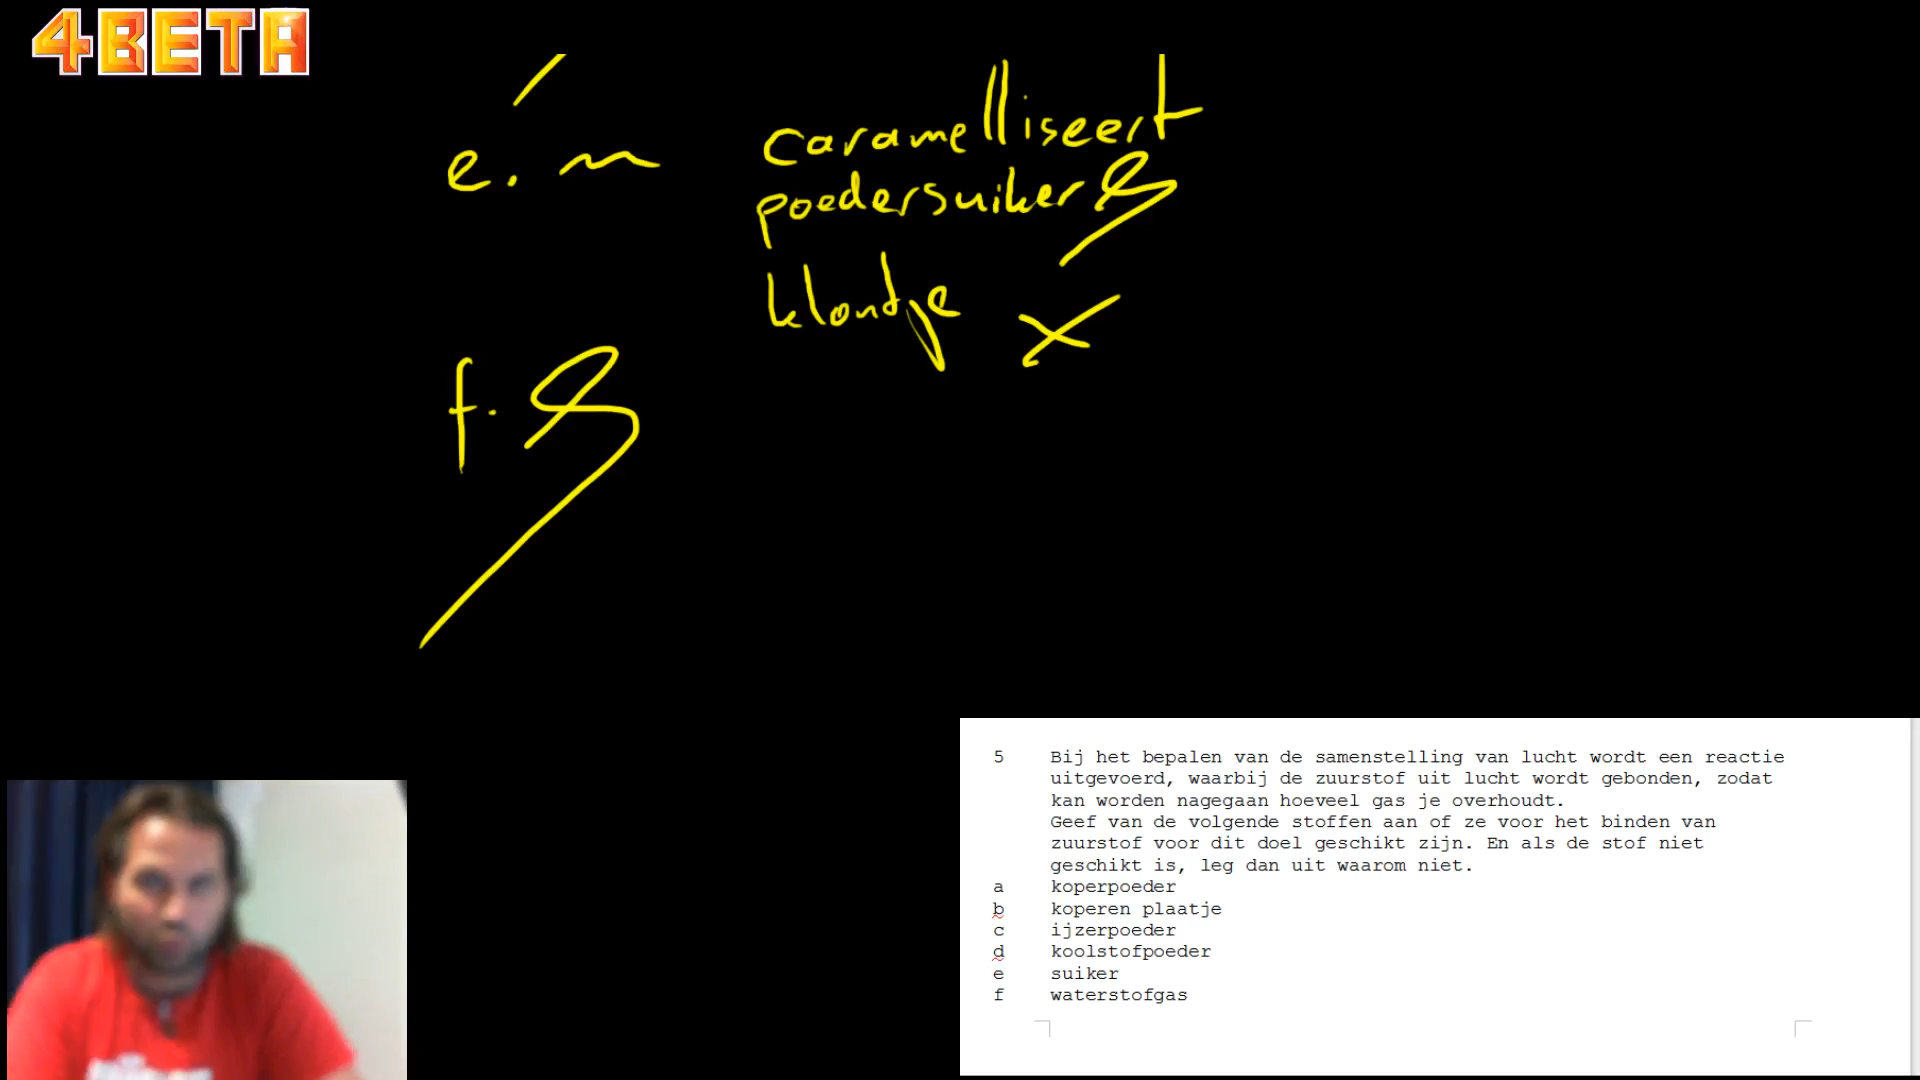 4BETA
e. ~ caramelliseert
poedersuiker
klontje x
f.
5 Bij het bepalen van de samenstelling van lucht wordt een reactie
uitgevoerd, waarbij de zuurstof uit lucht wordt gebonden, zodat
kan worden nagegaan hoeveel gas je overhoudt.
Geef van de volgende stoffen aan of ze voor het binden van
zuurstof voor dit doel geschikt zijn. En als de stof niet
geschikt is, leg dan uit waarom niet.
a koperpoeder
b koperen plaatje
c ijzerpoeder
d koolstofpoeder
e suiker
f waterstofgas